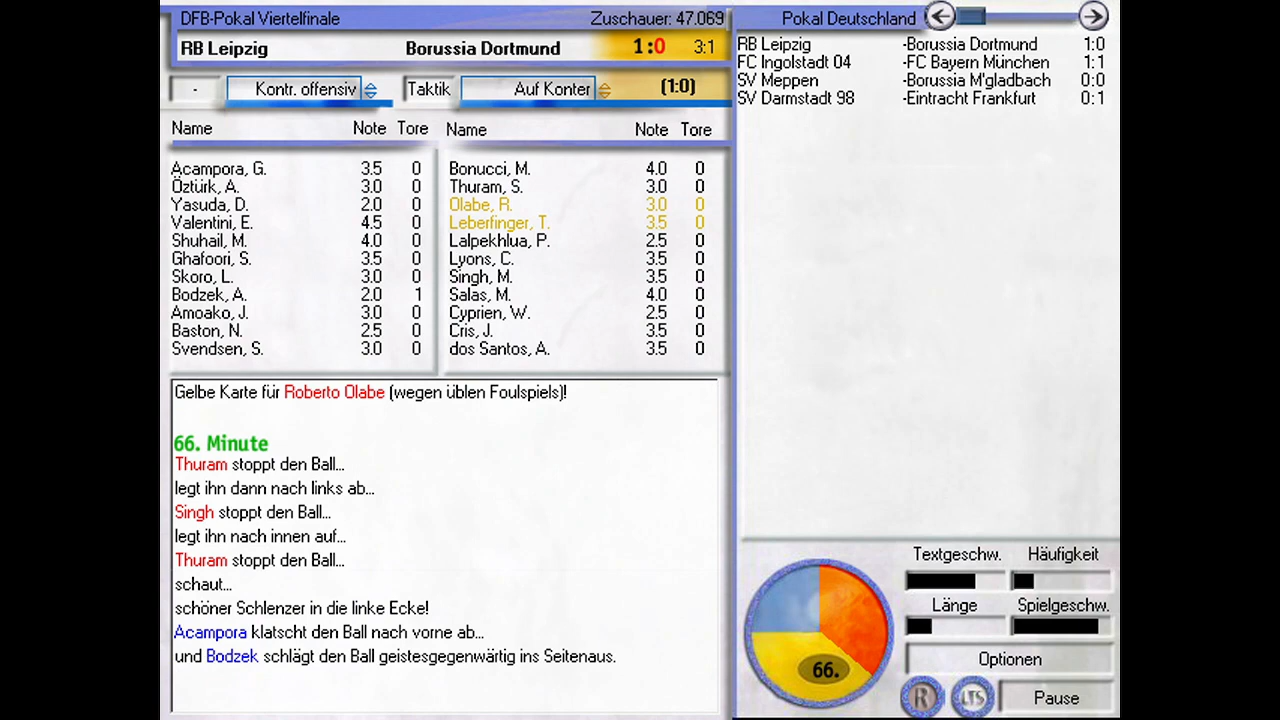 DFB-Pokal Viertelfinale Zuschauer: 47.069
RB Leipzig Borussia Dortmund 1:0 3:1
- Kontr. offensiv Taktik Auf Konter (1:0)
Name Note Tore Name Note Tore
Acampora, G. 3.5 0 Bonucci, M. 4.0 0
Öztürk, A. 3.0 0 Thuram, S. 3.0 0
Yasuda, D. 2.0 0 Olabe, R. 3.0 0
Valentini, E. 4.5 0 Leberfinger, T. 3.5 0
Shuhail, M. 4.0 0 Lalpekhlua, P. 2.5 0
Ghafoori, S. 3.5 0 Lyons, C. 3.5 0
Skoro, L. 3.0 0 Singh, M. 3.5 0
Bodzek, A. 2.0 1 Salas, M. 4.0 0
Amoako, J. 3.0 0 Cyprien, W. 2.5 0
Baston, N. 2.5 0 Cris, J. 3.5 0
Svendsen, S. 3.0 0 dos Santos, A. 3.5 0
Gelbe Karte für Roberto Olabe (wegen üblen Foulspiels)!
66. Minute
Thuram stoppt den Ball...
legt ihn dann nach links ab...
Singh stoppt den Ball...
legt ihn nach innen auf...
Thuram stoppt den Ball...
schaut...
schöner Schlenzer in die linke Ecke!
Acampora klatscht den Ball nach vorne ab...
und Bodzek schlägt den Ball geistesgegenwärtig ins Seitenaus.
Pokal Deutschland
RB Leipzig -Borussia Dortmund 1:0
FC Ingolstadt 04 -FC Bayern München 1:1
SV Meppen -Borussia M'gladbach 0:0
SV Darmstadt 98 -Eintracht Frankfurt 0:1
Textgeschw. Häufigkeit
Länge Spielgeschw.
66.
Optionen
R LTS Pause